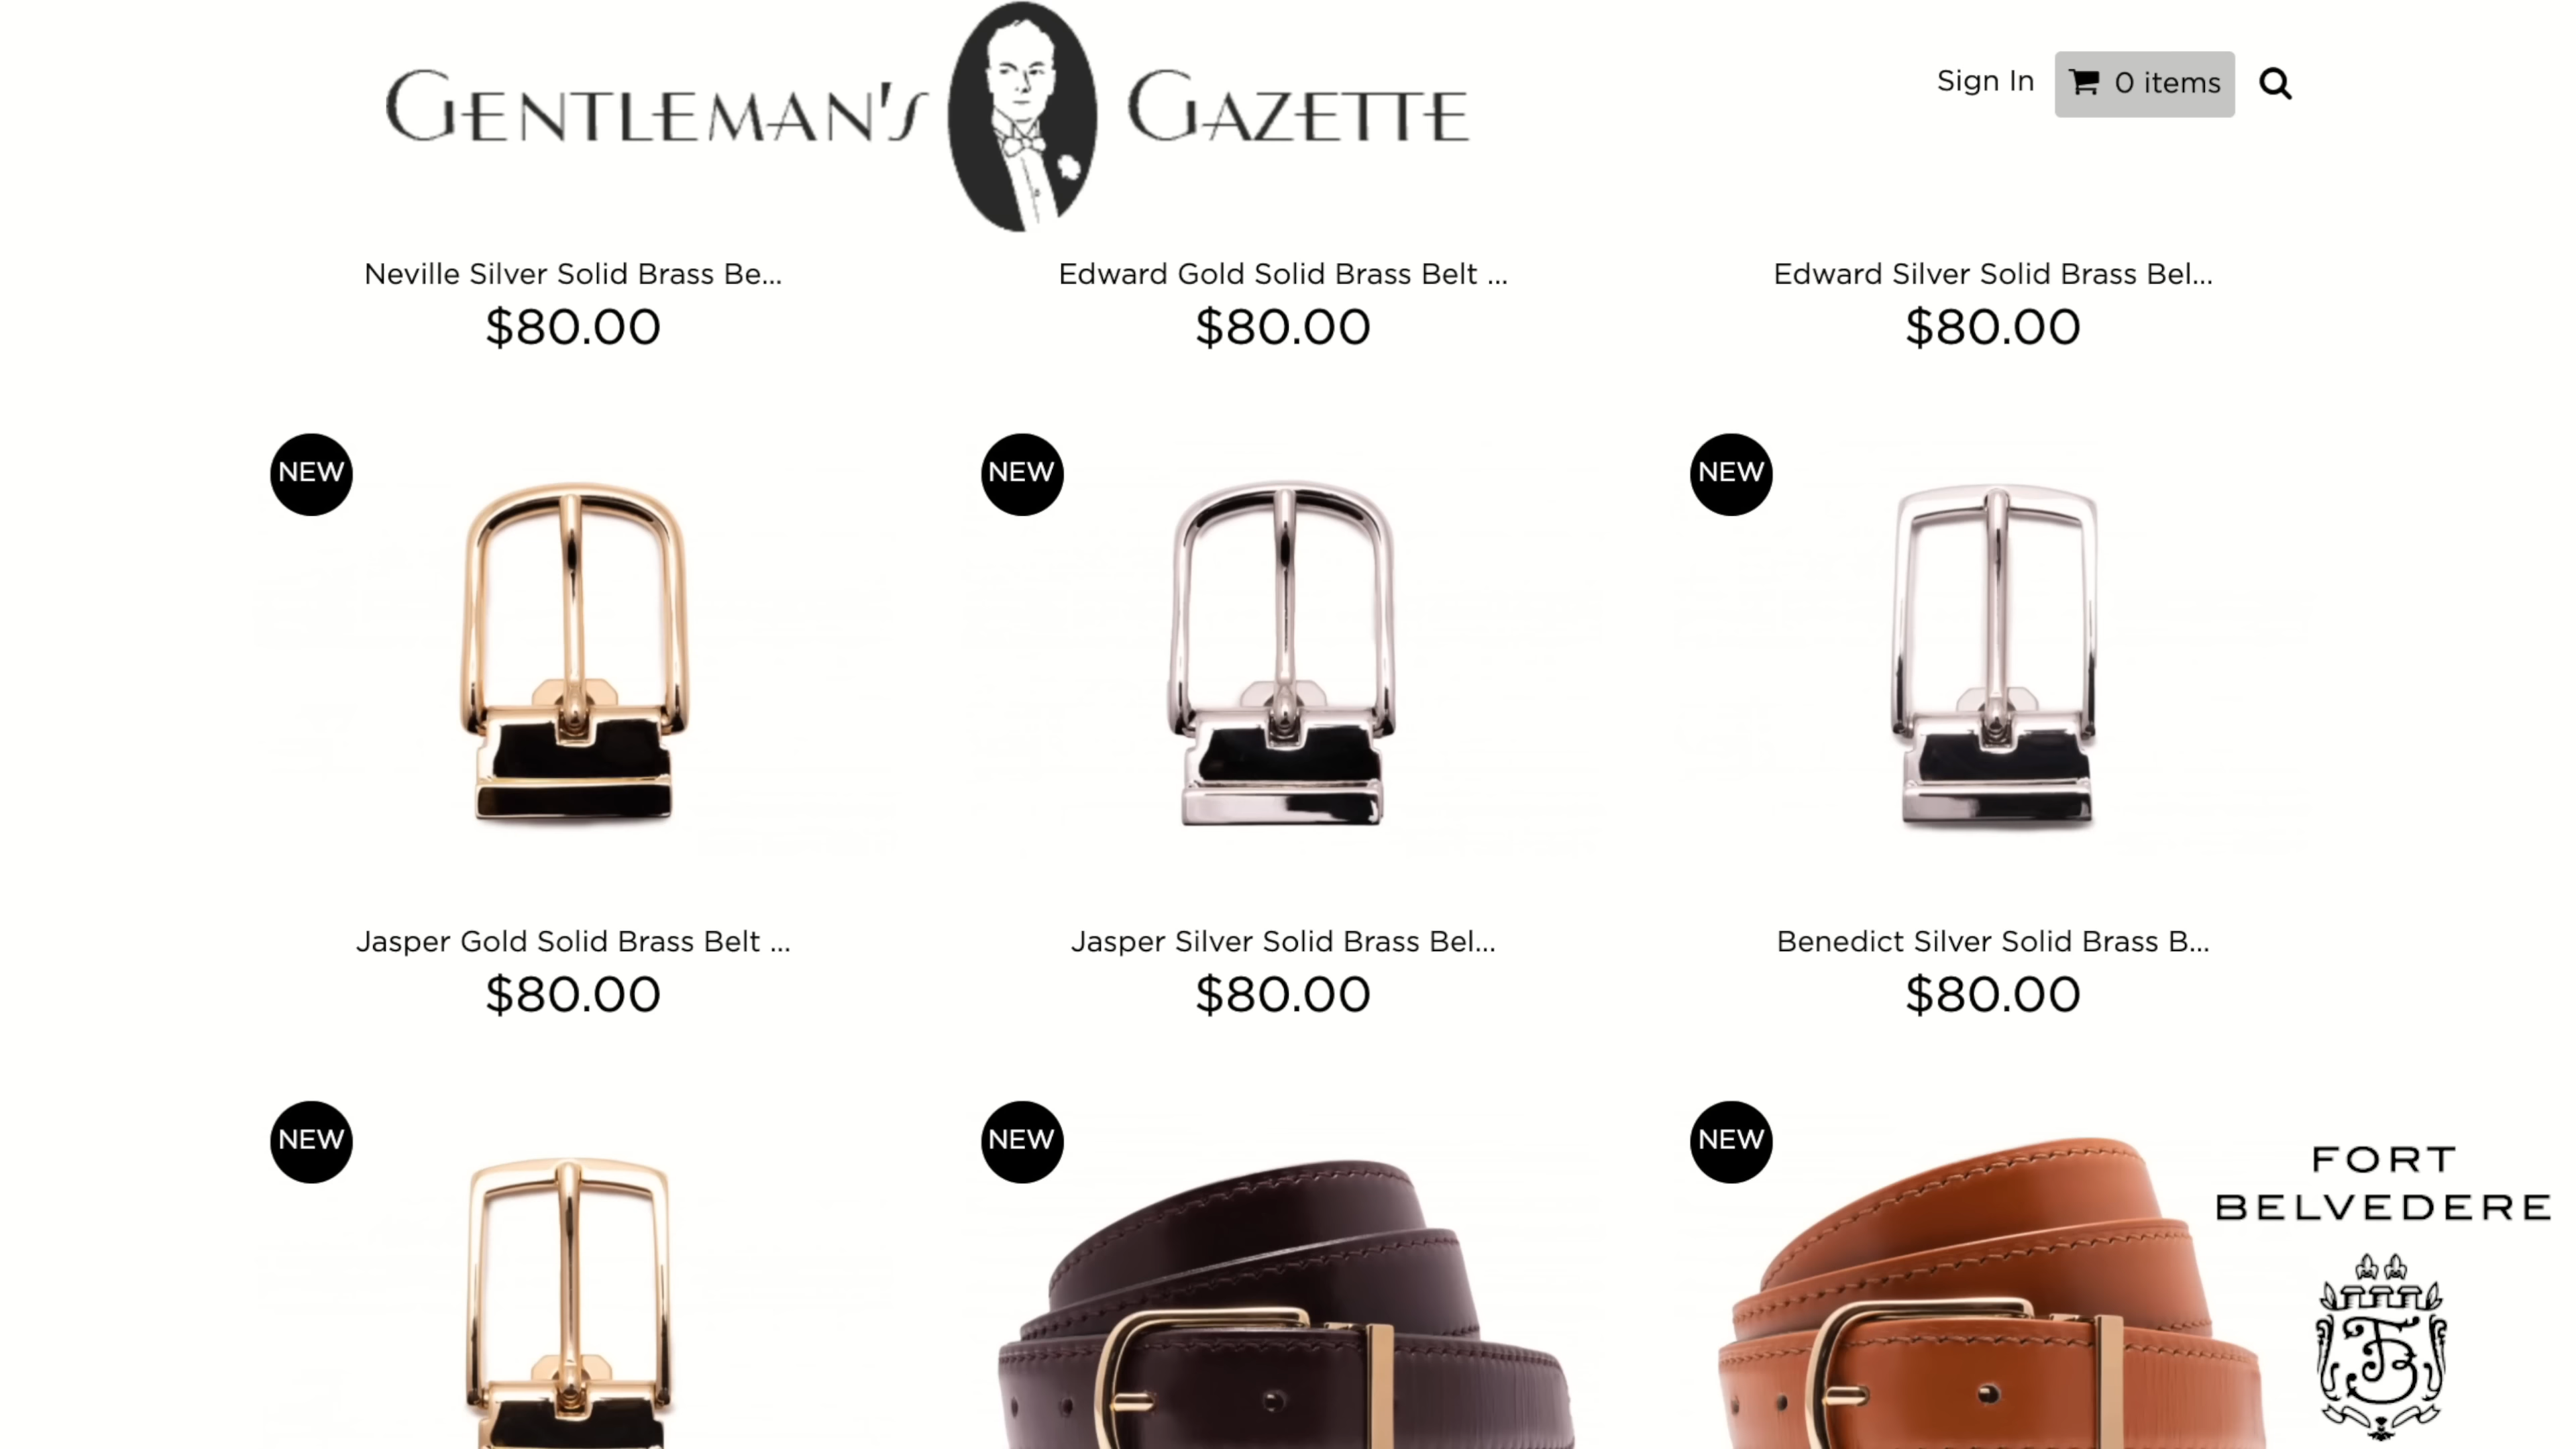 GENTLEMAN'S GAZETTE
Sign In
0 items
Neville Silver Solid Brass Be...
$80.00
Edward Gold Solid Brass Belt ...
$80.00
Edward Silver Solid Brass Bel...
$80.00
NEW
NEW
NEW
Jasper Gold Solid Brass Belt ...
$80.00
Jasper Silver Solid Brass Bel...
$80.00
Benedict Silver Solid Brass B...
$80.00
NEW
NEW
NEW
FORT
BELVEDERE
FB